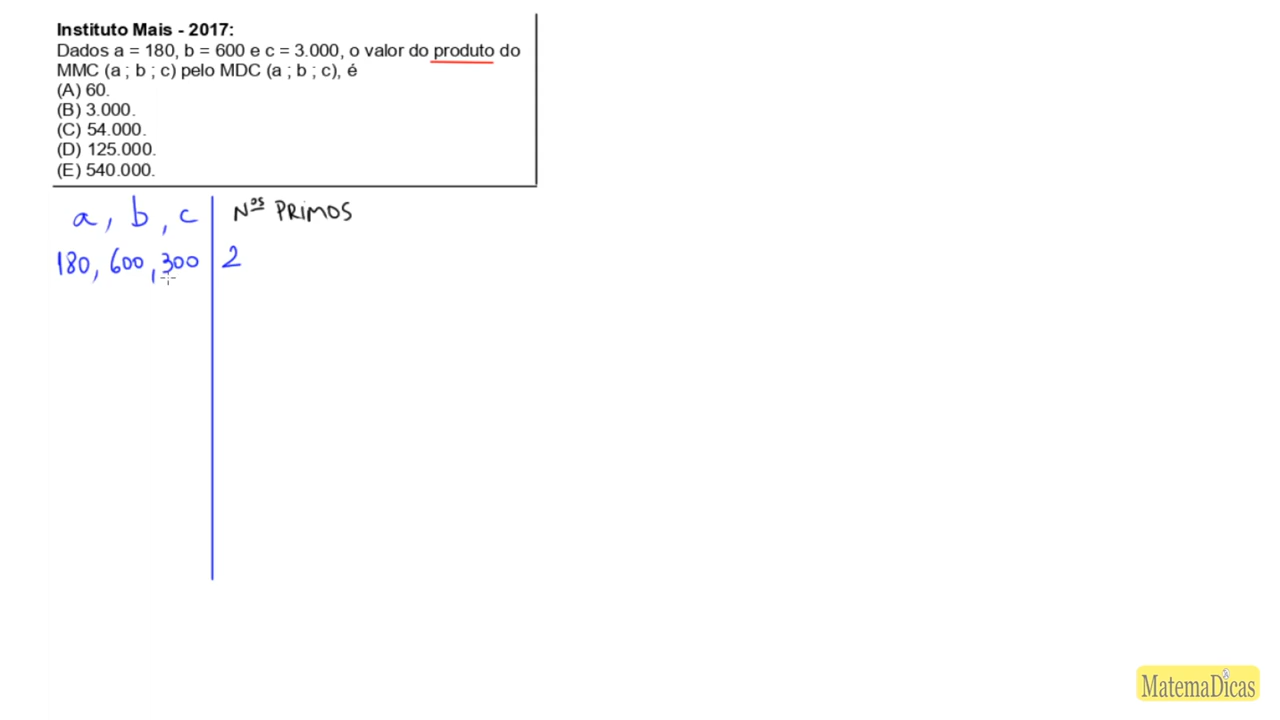 Instituto Mais - 2017:
Dados a = 180, b = 600 e c = 3.000, o valor do produto do
MMC (a ; b ; c) pelo MDC (a ; b ; c), é
(A) 60.
(B) 3.000.
(C) 54.000.
(D) 125.000.
(E) 540.000.
a, b, c Nos PRIMOS
180, 600, 300 2
MatemaDicas